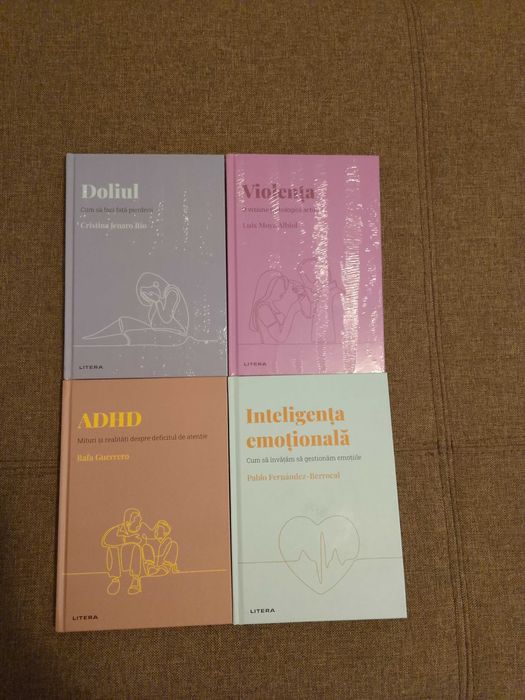 Doliul
Cum să faci față pierderii
Cristina Jenaro Río
LITERA
Violența
Luis Moya Albiol
LITERA
ADHD
Mituri și realități despre deficitul de atenție
Rafa Guerrero
LITERA
Inteligența
emoțională
Cum să învățăm să gestionăm emoțiile
Pablo Fernández-Berrocal
LITERA